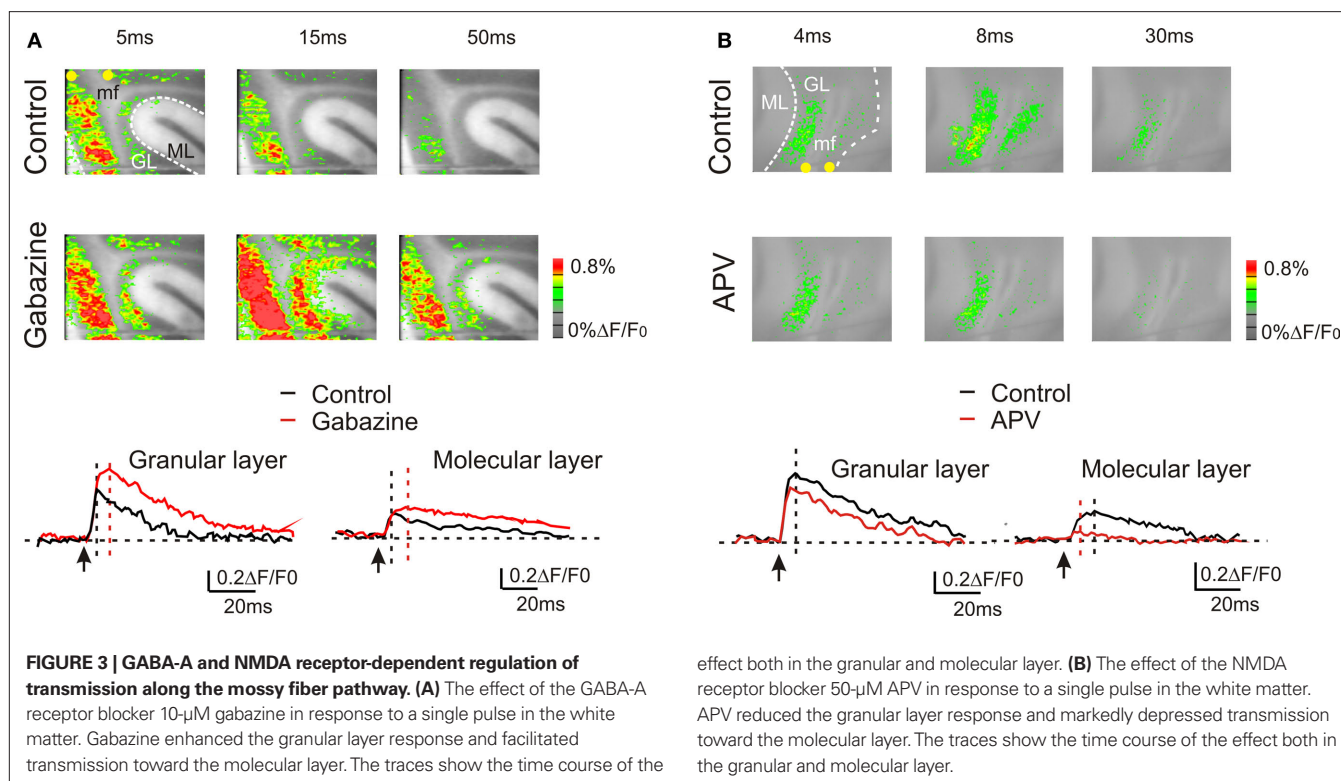 A
5ms 15ms 50ms
Control
mf
GL
ML
Gabazine
0.8%
0%ΔF/F0
Control
Gabazine
Granular layer
Molecular layer
0.2ΔF/F0
20ms
0.2ΔF/F0
20ms
B
4ms 8ms 30ms
Control
ML
GL
mf
APV
0.8%
0%ΔF/F0
Control
APV
Granular layer
Molecular layer
0.2ΔF/F0
20ms
0.2ΔF/F0
20ms
FIGURE 3 | GABA-A and NMDA receptor-dependent regulation of
transmission along the mossy fiber pathway. (A) The effect of the GABA-A
receptor blocker 10-μM gabazine in response to a single pulse in the white
matter. Gabazine enhanced the granular layer response and facilitated
transmission toward the molecular layer. The traces show the time course of the
effect both in the granular and molecular layer. (B) The effect of the NMDA
receptor blocker 50-μM APV in response to a single pulse in the white matter.
APV reduced the granular layer response and markedly depressed transmission
toward the molecular layer. The traces show the time course of the effect both in
the granular and molecular layer.